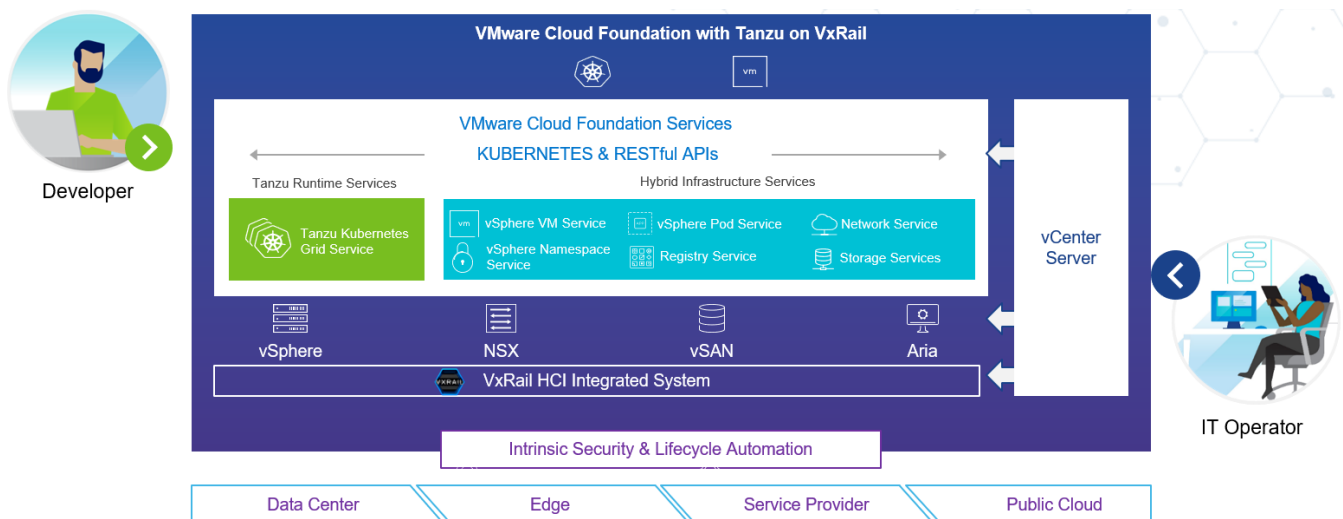 VMware Cloud Foundation with Tanzu on VxRail
vm
VMware Cloud Foundation Services
KUBERNETES & RESTful APIs
Developer
Tanzu Runtime Services
Hybrid Infrastructure Services
Tanzu Kubernetes
Grid Service
vm
vSphere VM Service
vSphere Pod Service
Network Service
vSphere Namespace
Service
Registry Service
Storage Services
vCenter
Server
vSphere
NSX
vSAN
Aria
VXRAIL
VxRail HCI Integrated System
IT Operator
Intrinsic Security & Lifecycle Automation
Data Center
Edge
Service Provider
Public Cloud